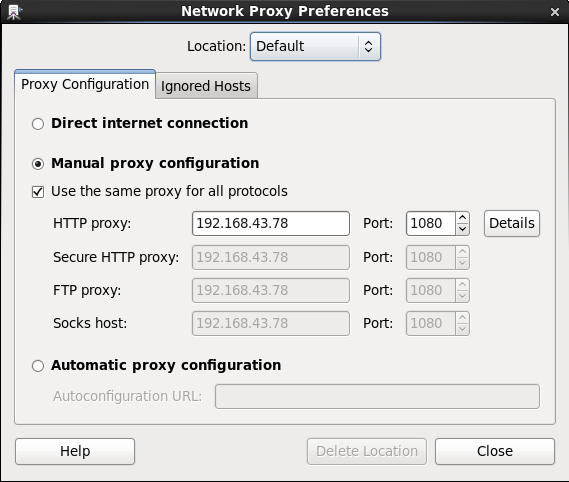 Network Proxy Preferences
Location: Default
Proxy Configuration Ignored Hosts
Direct internet connection
Manual proxy configuration
Use the same proxy for all protocols
HTTP proxy: 192.168.43.78 Port: 1080 Details
Secure HTTP proxy: 192.168.43.78 Port: 1080
FTP proxy: 192.168.43.78 Port: 1080
Socks host: 192.168.43.78 Port: 1080
Automatic proxy configuration
Autoconfiguration URL:
Help Delete Location Close